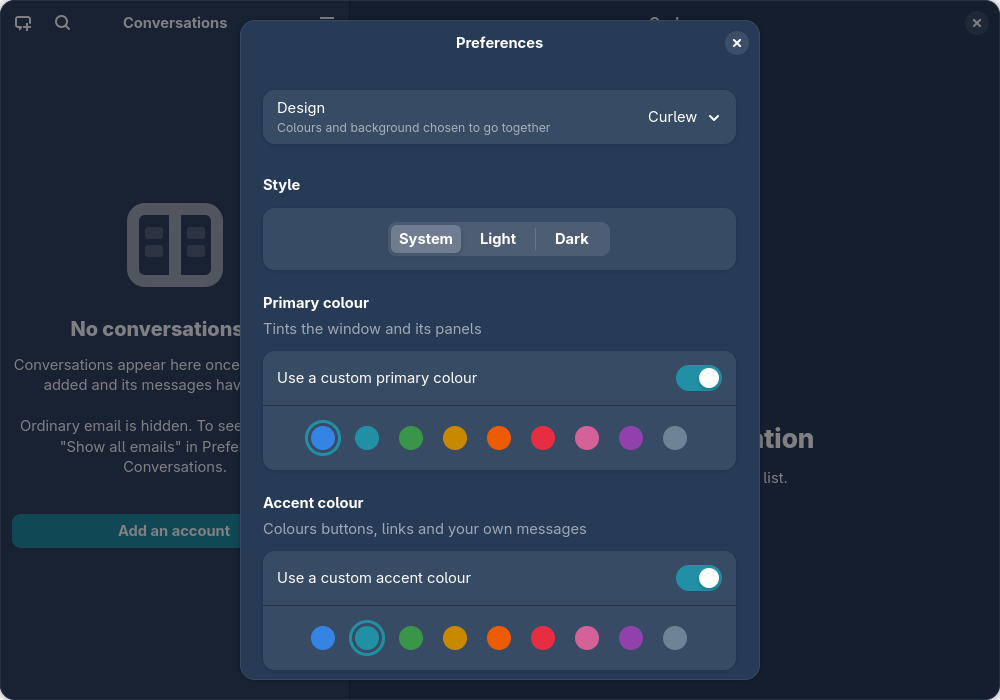 Conversations
Preferences
Design
Colours and background chosen to go together
Curlew
Style
System
Light
Dark
Primary colour
Tints the window and its panels
Use a custom primary colour
Accent colour
Colours buttons, links and your own messages
Use a custom accent colour
No conversations
Conversations appear here once
added and its messages
Ordinary email is hidden. To see
"Show all emails" in
Conversations.
Add an account
list.